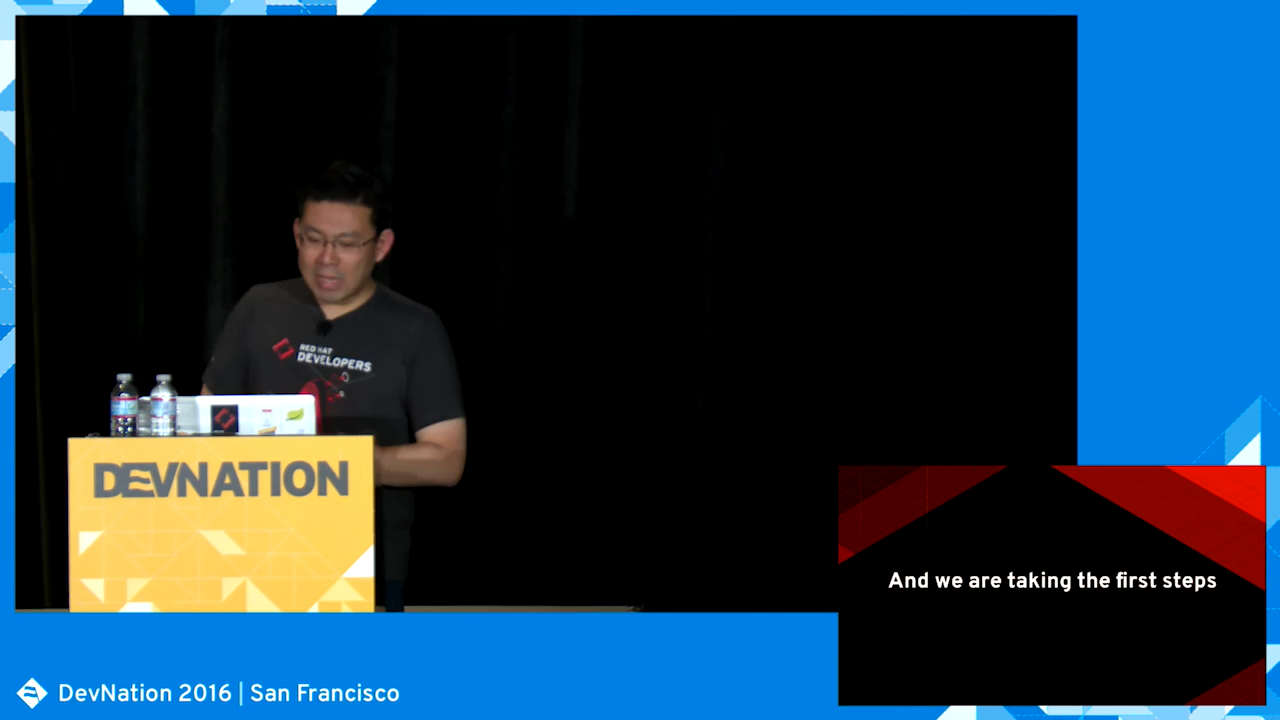 RED HAT
DEVELOPERS
DEVNATION
And we are taking the first steps
DevNation 2016 | San Francisco